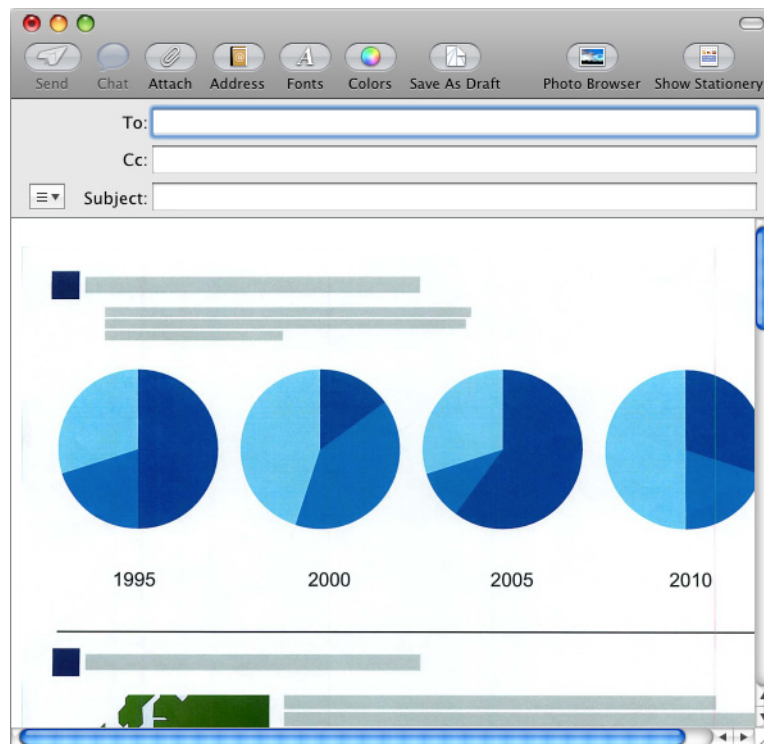 Send Chat Attach Address Fonts Colors Save As Draft Photo Browser Show Stationery
To:
Cc:
Subject:
1995 2000 2005 2010